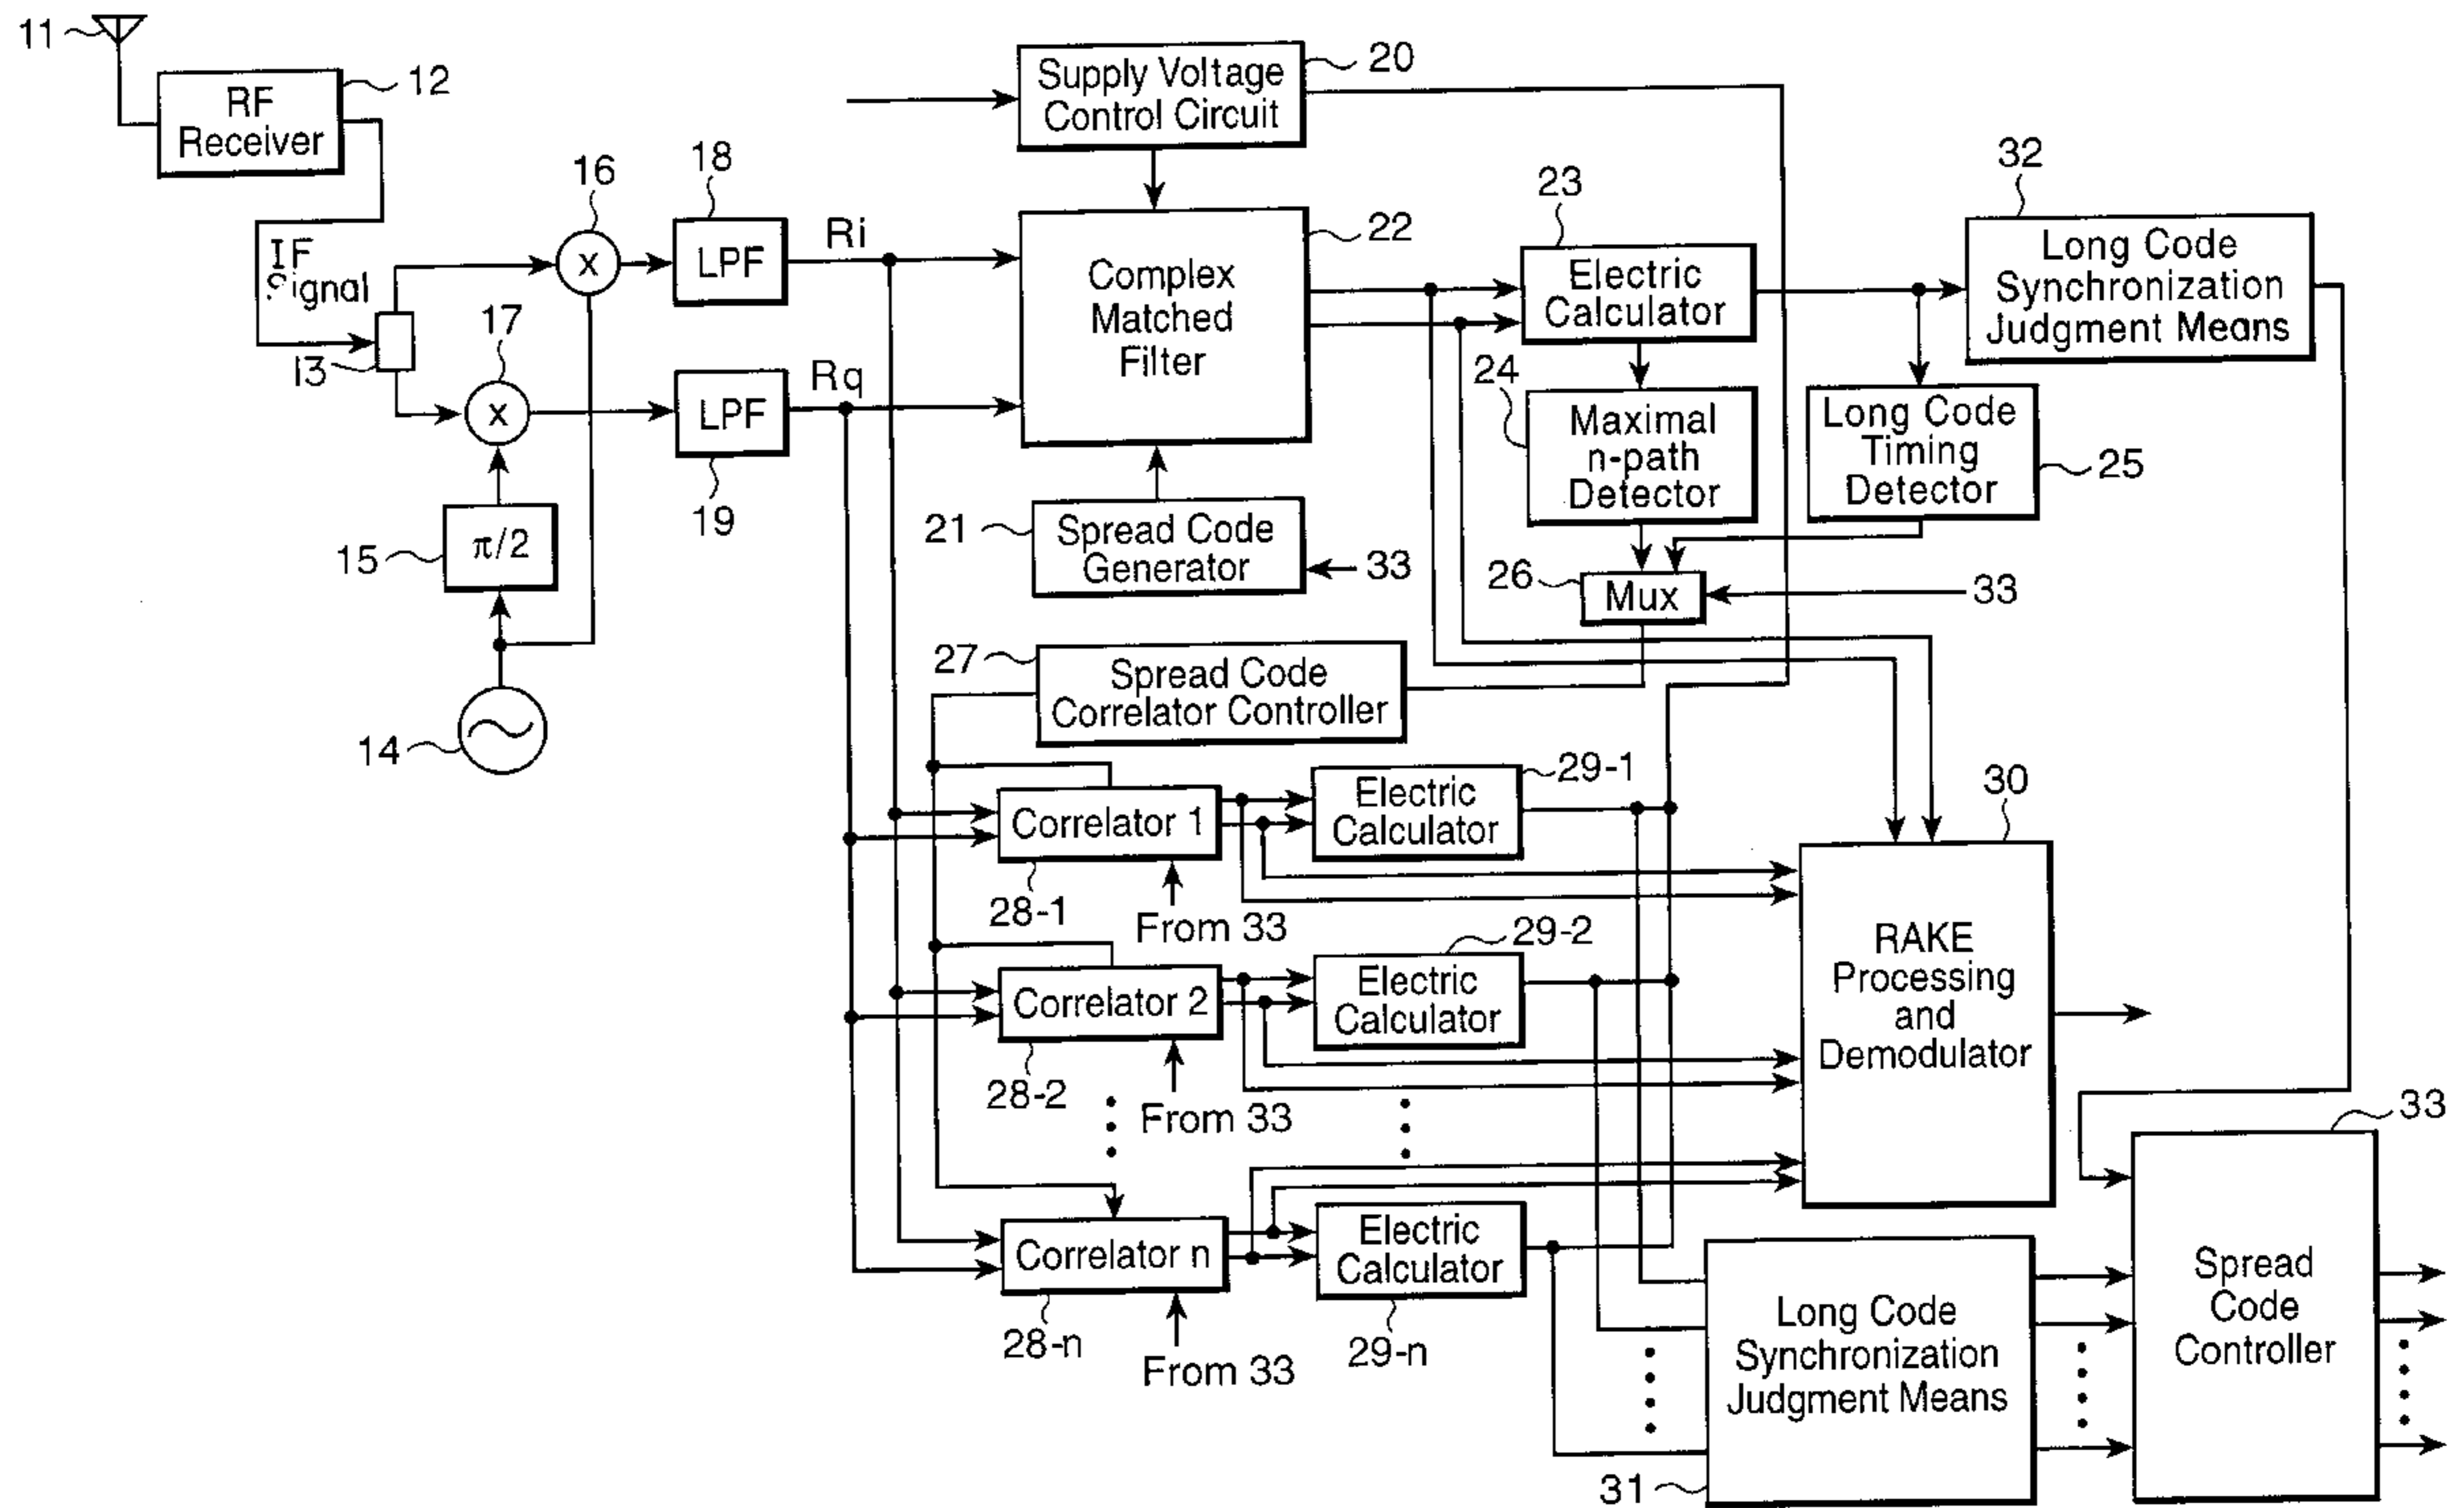 11
RF
Receiver
12
IF
Signal
13
14
π/2
15
x
16
x
17
LPF
18
LPF
19
Ri
Rq
Supply Voltage
Control Circuit
20
Complex
Matched
Filter
22
Spread Code
Generator
21
33
Electric
Calculator
23
Maximal
n-path
Detector
24
Long Code
Timing
Detector
25
Long Code
Synchronization
Judgment Means
32
Mux
26
33
Spread Code
Correlator Controller
27
Correlator 1
28-1
From 33
Electric
Calculator
29-1
Correlator 2
28-2
From 33
Electric
Calculator
29-2
Correlator n
28-n
From 33
Electric
Calculator
29-n
RAKE
Processing
and
Demodulator
30
Long Code
Synchronization
Judgment Means
31
Spread
Code
Controller
33